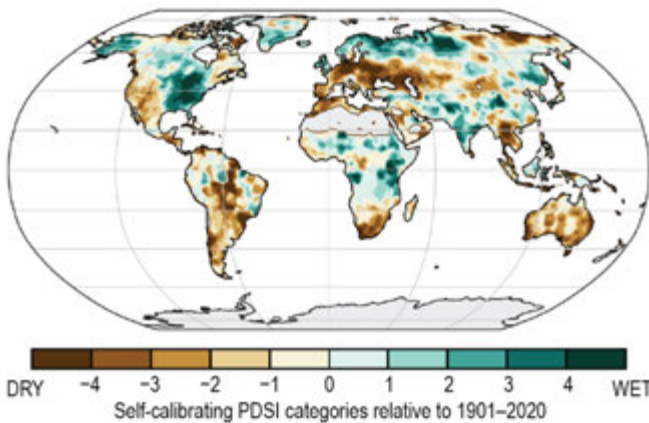 DRY −4 −3 −2 −1 0 1 2 3 4 WET
Self-calibrating PDSI categories relative to 1901–2020